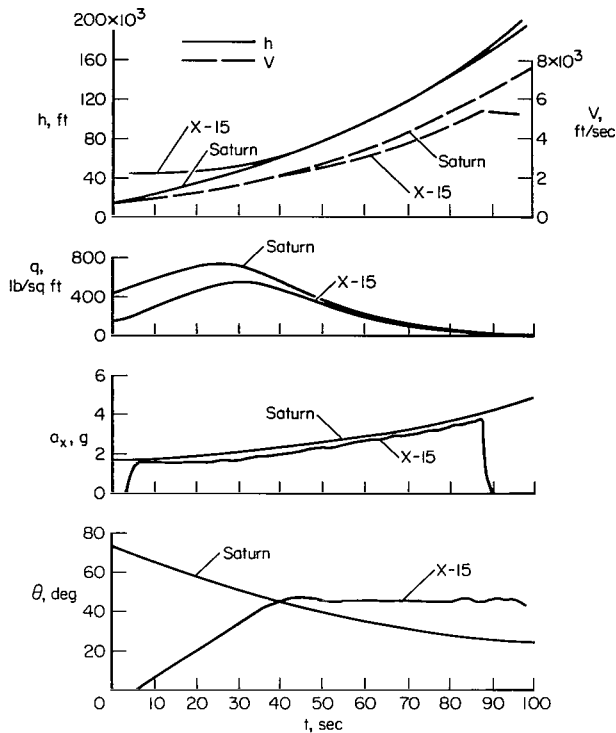 200×10³
h
V
160
8×10³
120
6
h, ft
V,
ft/sec
X-15
80
4
Saturn
Saturn
40
2
X-15
0
0
800
Saturn
q,
lb/sq ft
X-15
400
0
6
Saturn
4
aₓ, g
X-15
2
0
80
Saturn
60
X-15
θ, deg
40
20
0 10 20 30 40 50 60 70 80 90 100
t, sec